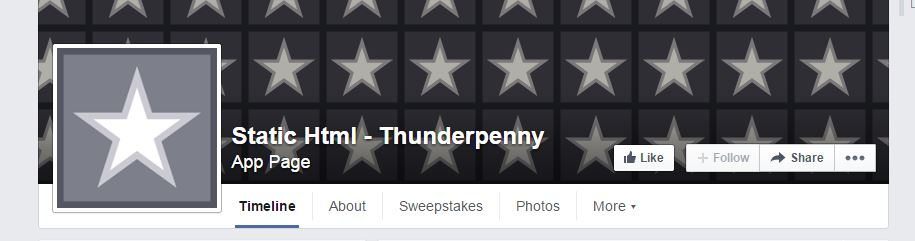 Static Html - Thunderpenny
App Page
Like Follow Share
Timeline About Sweepstakes Photos More